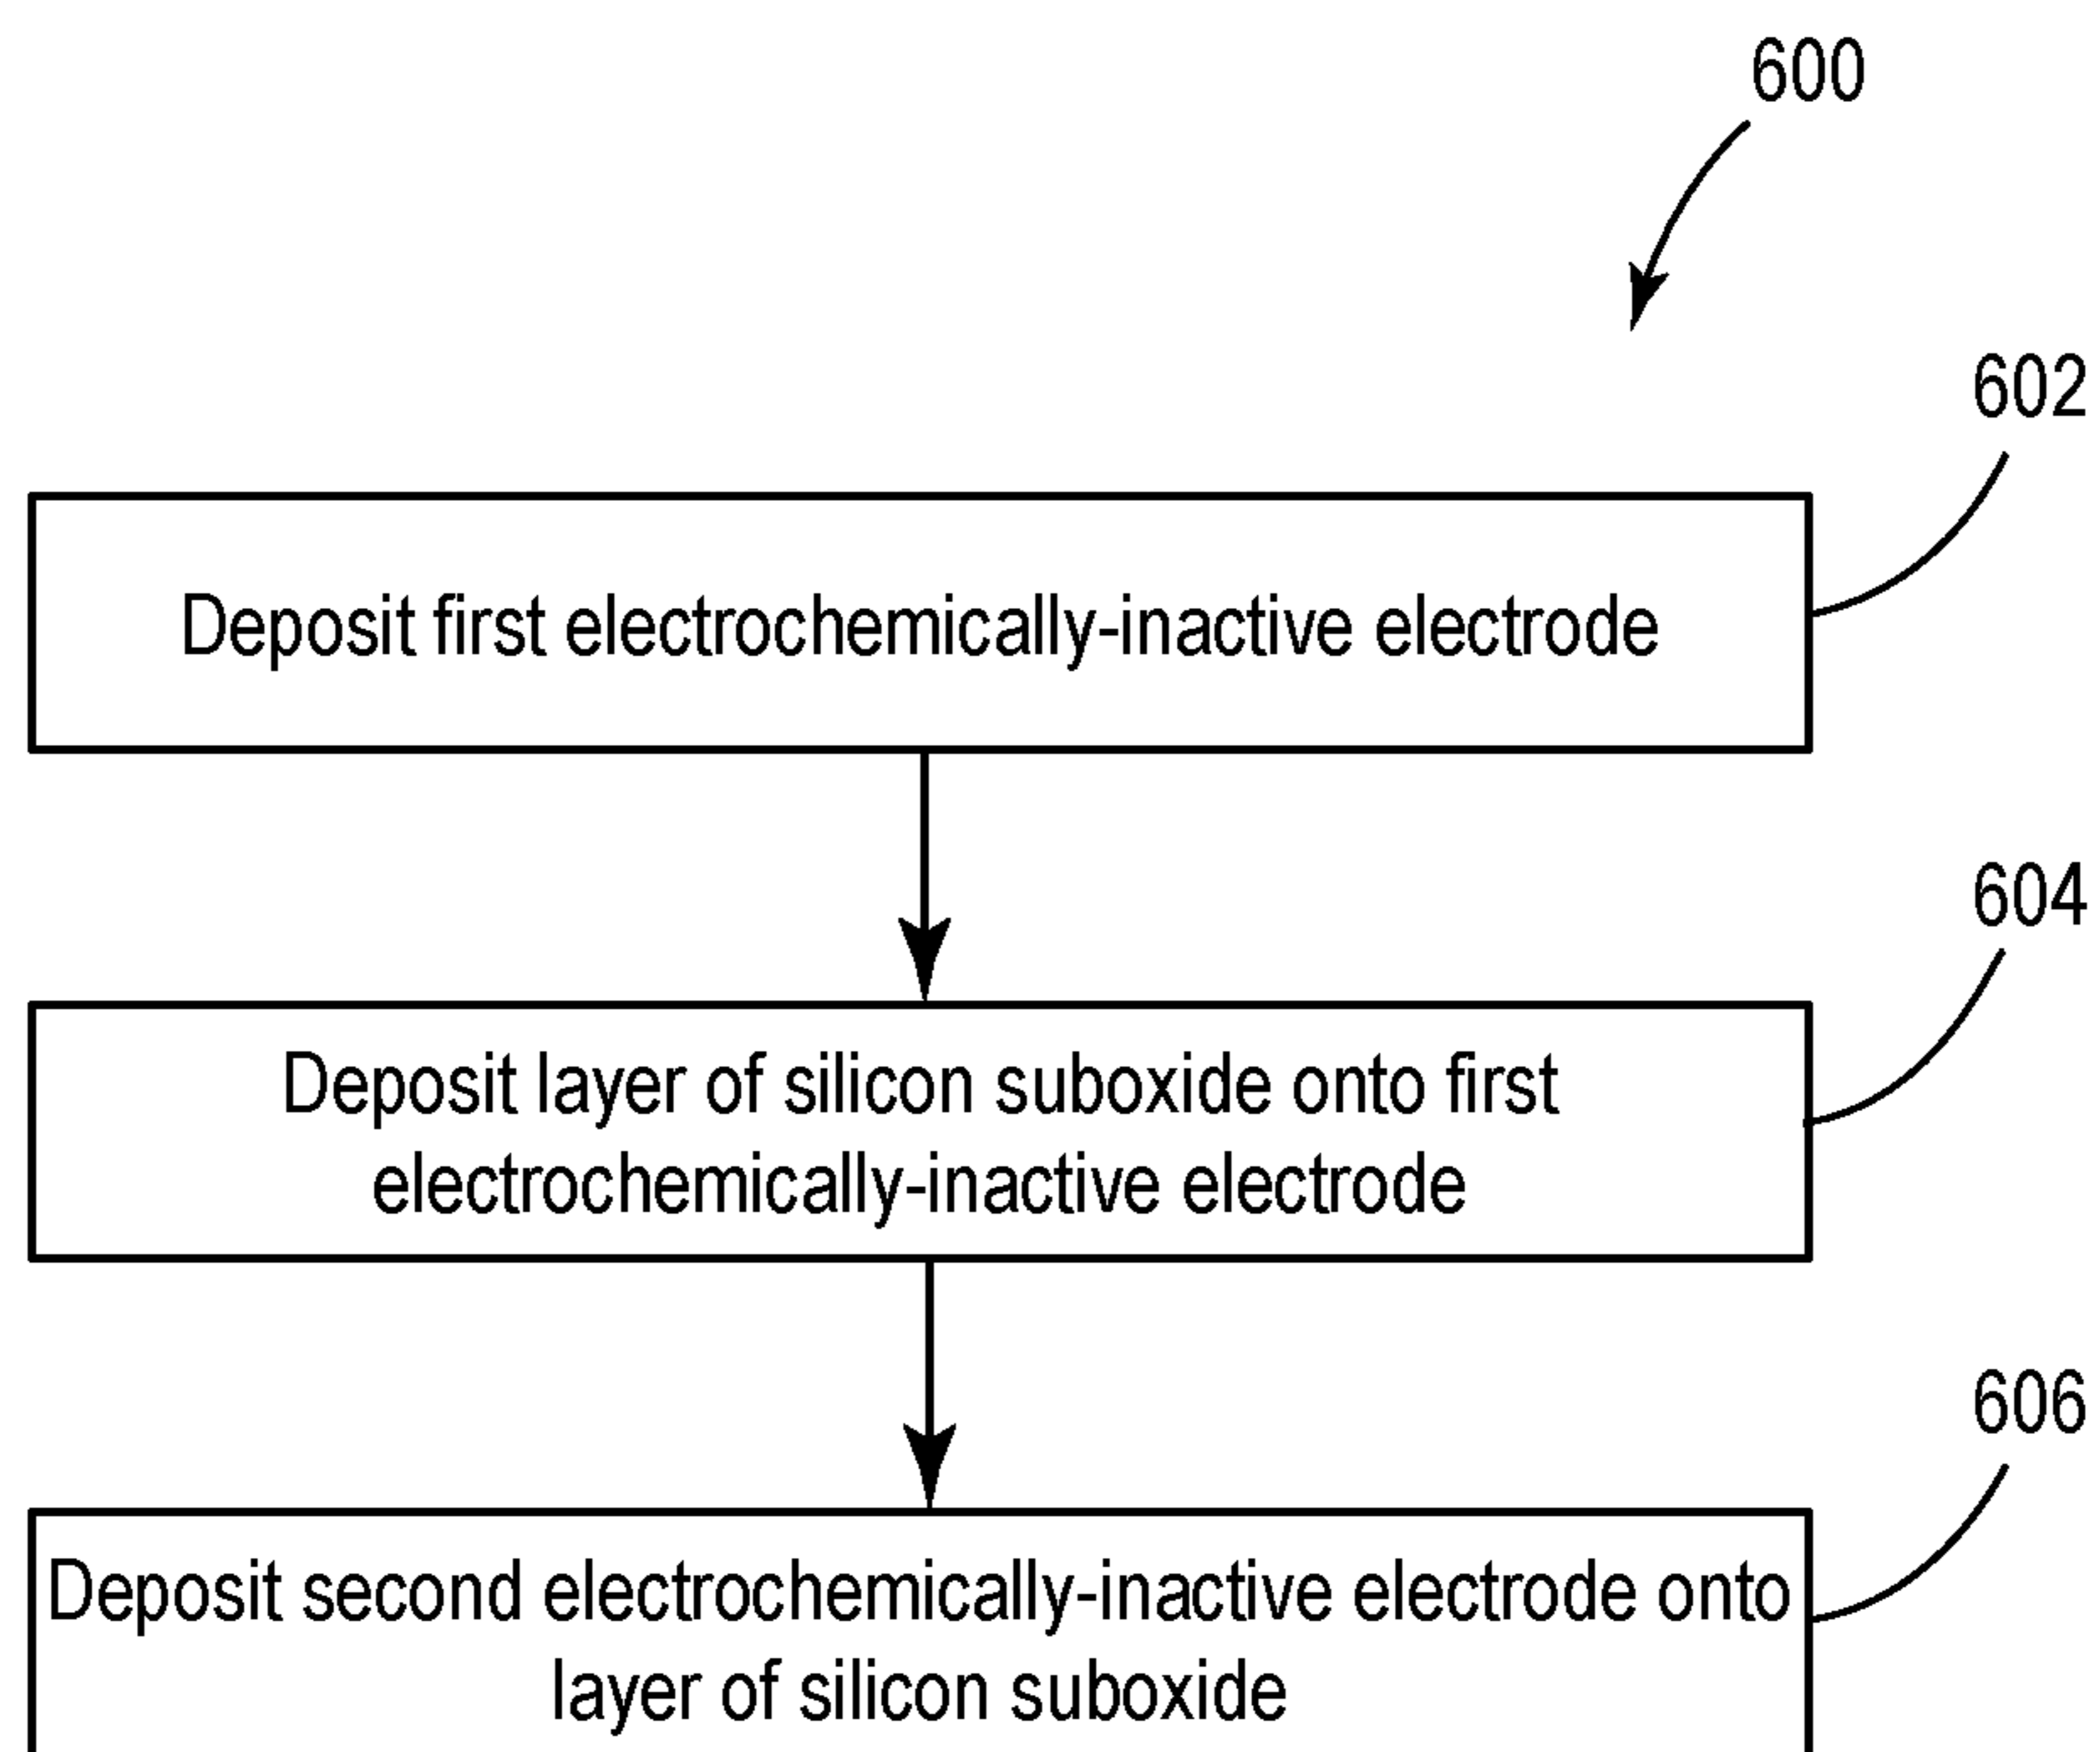 600
602
Deposit first electrochemically-inactive electrode
604
Deposit layer of silicon suboxide onto first
electrochemically-inactive electrode
606
Deposit second electrochemically-inactive electrode onto
layer of silicon suboxide